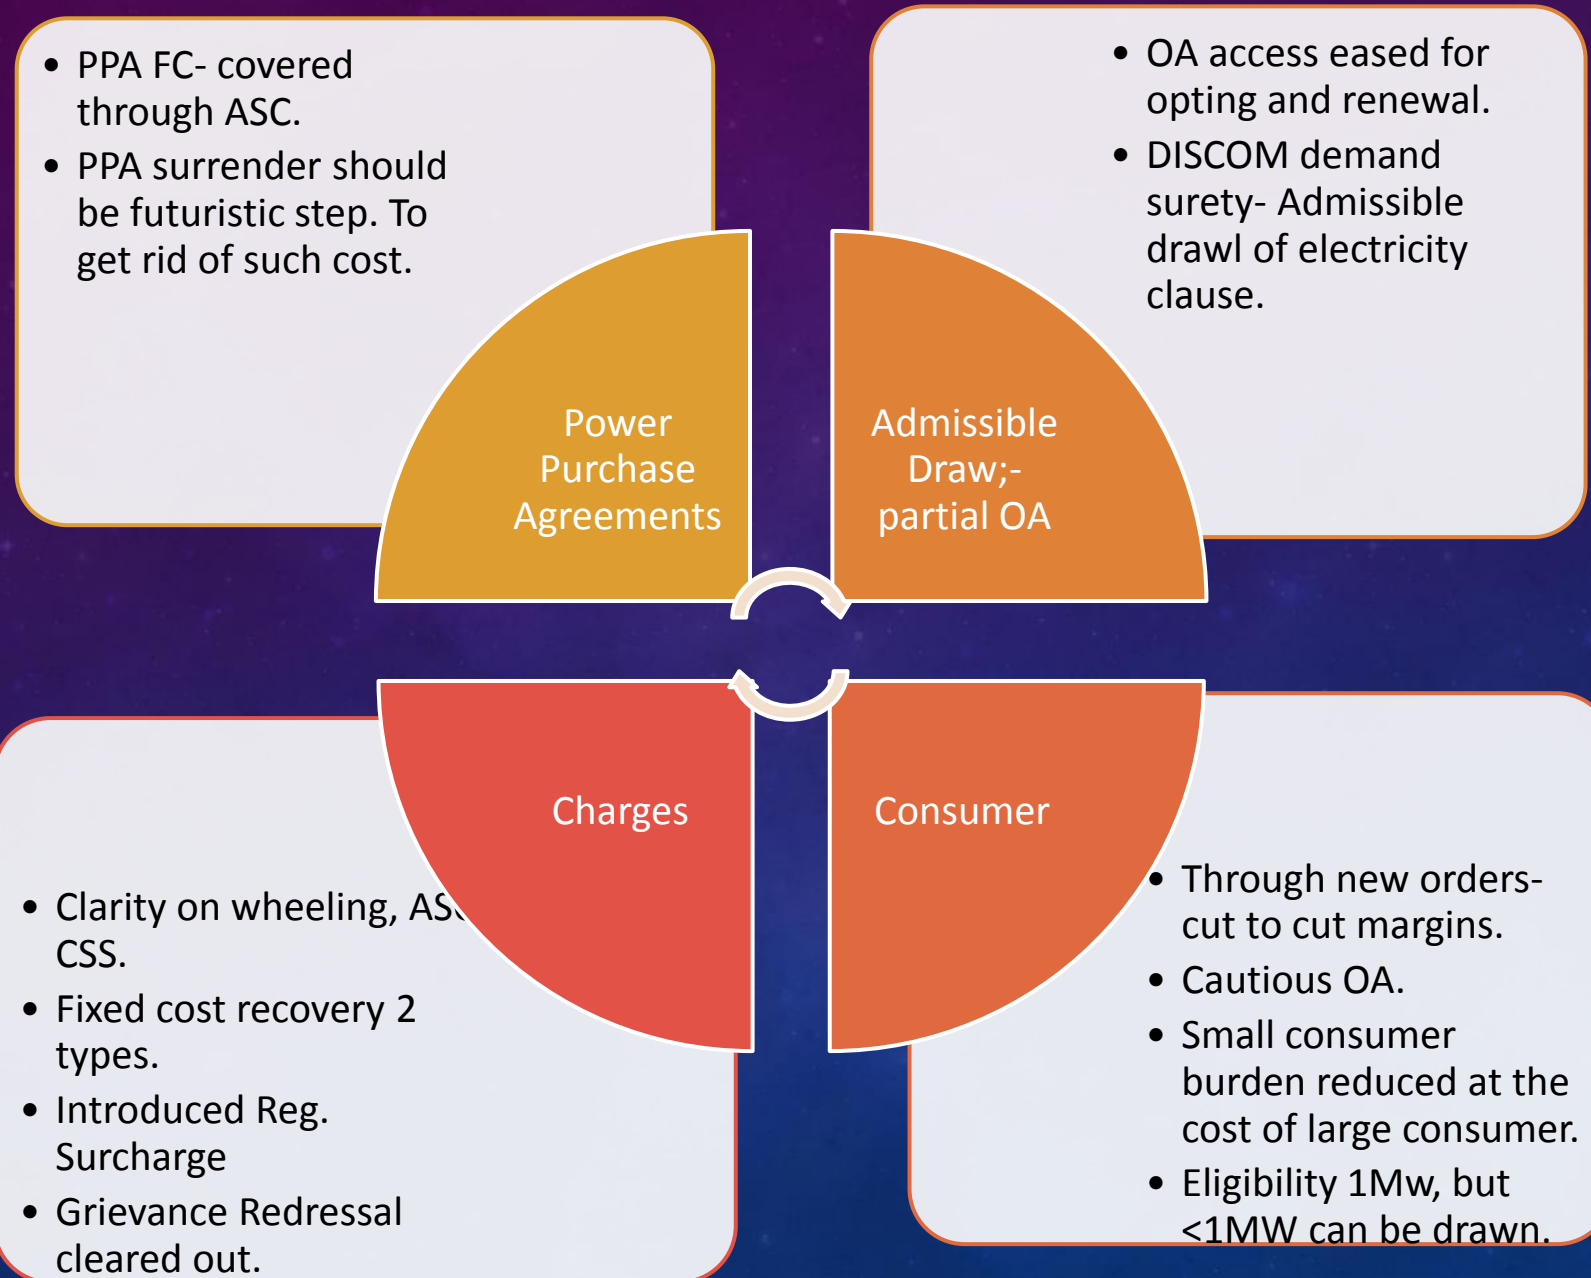 • PPA FC- covered
through ASC.
• PPA surrender should
be futuristic step. To
get rid of such cost.
• OA access eased for
opting and renewal.
• DISCOM demand
surety- Admissible
drawl of electricity
clause.
Power
Purchase
Agreements
Admissible
Draw;-
partial OA
Charges
Consumer
• Clarity on wheeling,
CSS.
• Fixed cost recovery 2
types.
• Introduced Reg.
Surcharge
• Grievance Redressal
cleared out.
• Through new orders-
cut to cut margins.
• Cautious OA.
• Small consumer
burden reduced at the
cost of large consumer.
• Eligibility 1Mw, but
<1MW can be drawn.